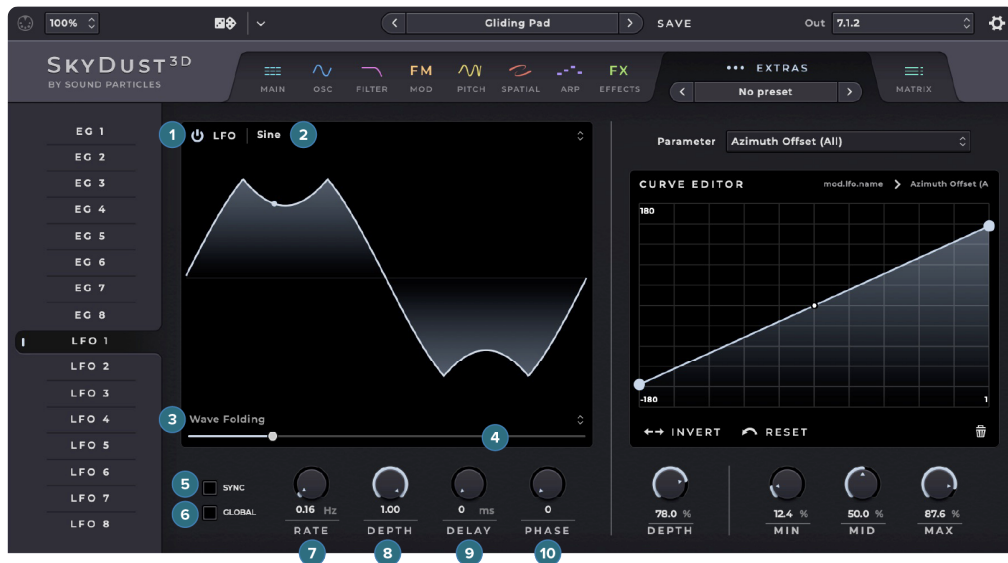 100%
Gliding Pad
SAVE
Out 7.1.2
SKYDUST 3D
BY SOUND PARTICLES
MAIN
OSC
FILTER
FM
MOD
PITCH
SPATIAL
ARP
FX
EFFECTS
••• EXTRAS
No preset
MATRIX
EG 1
EG 2
EG 3
EG 4
EG 5
EG 6
EG 7
EG 8
LFO 1
LFO 2
LFO 3
LFO 4
LFO 5
LFO 6
LFO 7
LFO 8
1 LFO Sine 2
3 Wave Folding
4
5 SYNC
6 GLOBAL
0.16 Hz
RATE
7
1.00
DEPTH
8
0 ms
DELAY
9
0
PHASE
10
Parameter Azimuth Offset (All)
CURVE EDITOR mod.lfo.name > Azimuth Offset (A
180
-180 1
INVERT RESET
78.0 %
DEPTH
12.4 %
MIN
50.0 %
MID
87.6 %
MAX